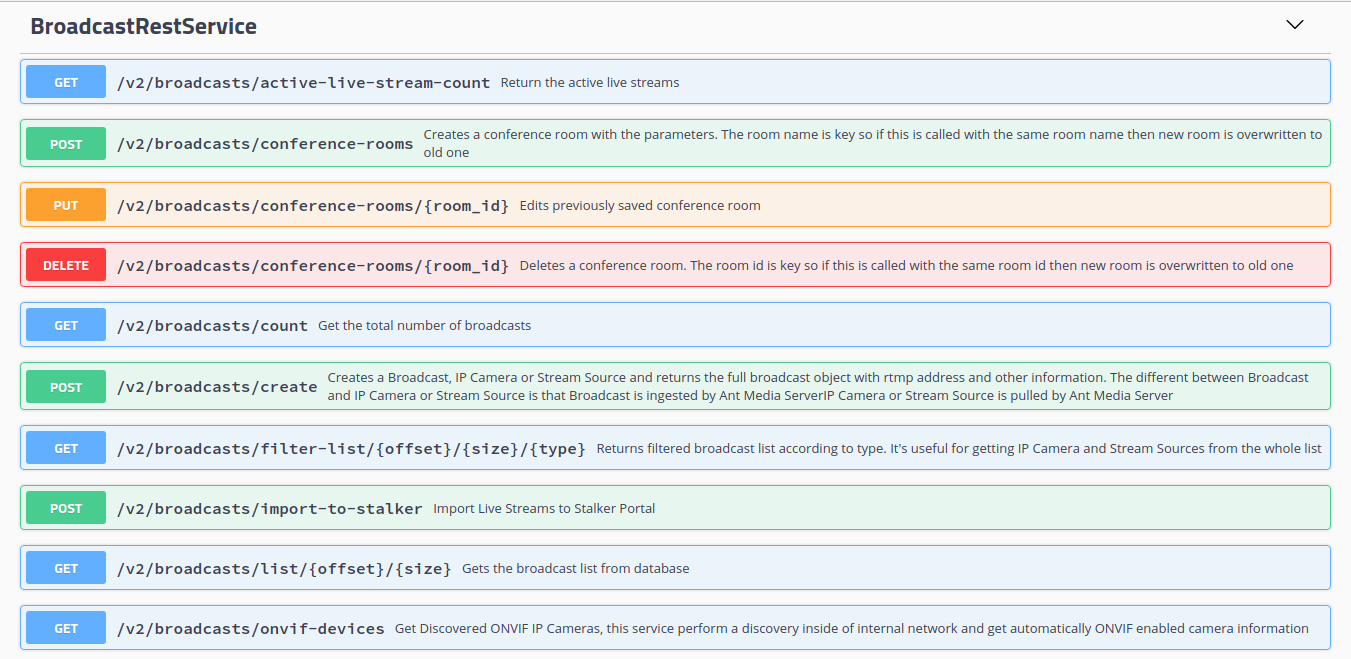 BroadcastRestService
GET /v2/broadcasts/active-live-stream-count Return the active live streams
POST /v2/broadcasts/conference-rooms Creates a conference room with the parameters. The room name is key so if this is called with the same room name then new room is overwritten to
old one
PUT /v2/broadcasts/conference-rooms/{room_id} Edits previously saved conference room
DELETE /v2/broadcasts/conference-rooms/{room_id} Deletes a conference room. The room id is key so if this is called with the same room id then new room is overwritten to old one
GET /v2/broadcasts/count Get the total number of broadcasts
POST /v2/broadcasts/create Creates a Broadcast, IP Camera or Stream Source and returns the full broadcast object with rtmp address and other information. The different between Broadcast
and IP Camera or Stream Source is that Broadcast is ingested by Ant Media ServerIP Camera or Stream Source is pulled by Ant Media Server
GET /v2/broadcasts/filter-list/{offset}/{size}/{type} Returns filtered broadcast list according to type. It's useful for getting IP Camera and Stream Sources from the whole list
POST /v2/broadcasts/import-to-stalker Import Live Streams to Stalker Portal
GET /v2/broadcasts/list/{offset}/{size} Gets the broadcast list from database
GET /v2/broadcasts/onvif-devices Get Discovered ONVIF IP Cameras, this service perform a discovery inside of internal network and get automatically ONVIF enabled camera information